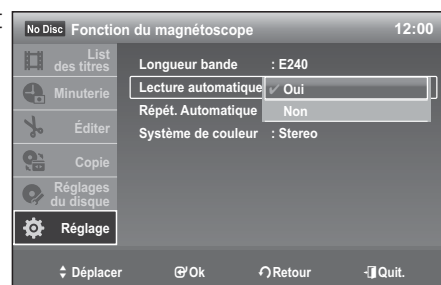 No Disc Fonction du magnétoscope 12:00
List
des titres
Minuterie
Éditer
Copie
Réglages
du disque
Réglage
Longueur bande : E240
Lecture automatique ✓ Oui
Répét. Automatique Non
Système de couleur : Stereo
Déplacer Ok Retour Quit.